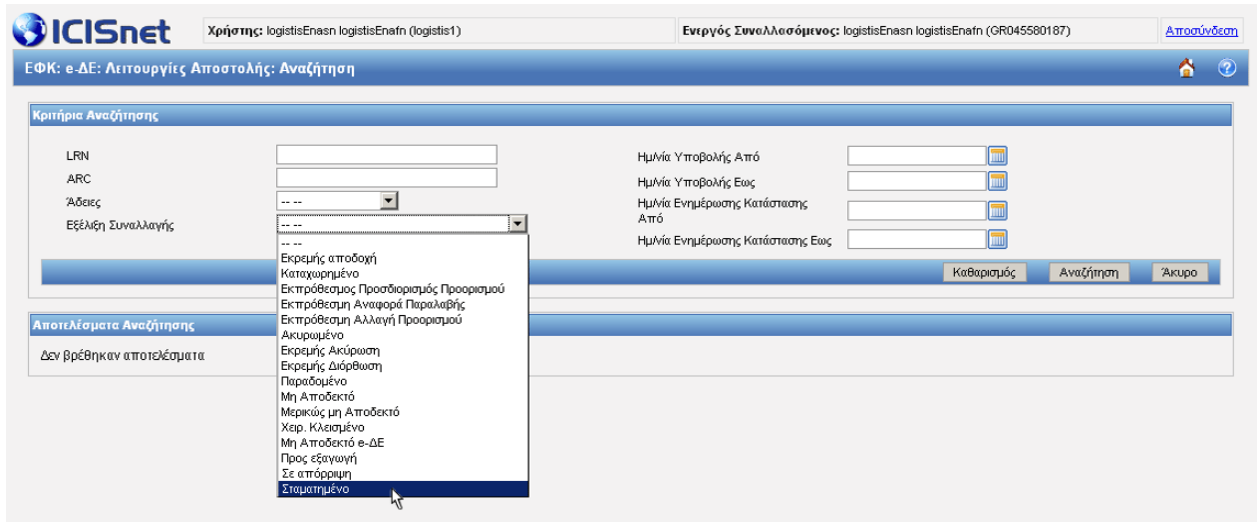 ICISnet
Χρήστης: logistisEnasn logistisEnafn (logistis1)
Ενεργός Συναλλασόμενος: logistisEnasn logistisEnafn (GR045580187)
Αποσύνδεση
ΕΦΚ: e-ΔΕ: Λειτουργίες Αποστολής: Αναζήτηση
Κριτήρια Αναζήτησης
LRN
ARC
Άδειες
-- --
Εξέλιξη Συναλλαγής
-- --
Ημ/νία Υποβολής Από
Ημ/νία Υποβολής Εως
Ημ/νία Ενημέρωσης Κατάστασης
Από
Ημ/νία Ενημέρωσης Κατάστασης Εως
-- --
Εκρεμής αποδοχή
Καταχωρημένο
Εκπρόθεσμος Προσδιορισμός Προορισμού
Εκπρόθεσμη Αναφορά Παραλαβής
Εκπρόθεσμη Αλλαγή Προορισμού
Ακυρωμένο
Εκρεμής Ακύρωση
Εκρεμής Διόρθωση
Παραδομένο
Μη Αποδεκτό
Μερικώς μη Αποδεκτό
Χειρ. Κλεισμένο
Μη Αποδεκτό e-ΔΕ
Προς εξαγωγή
Σε απόρριψη
Σταματημένο
Καθαρισμός
Αναζήτηση
Άκυρο
Αποτελέσματα Αναζήτησης
Δεν βρέθηκαν αποτελέσματα